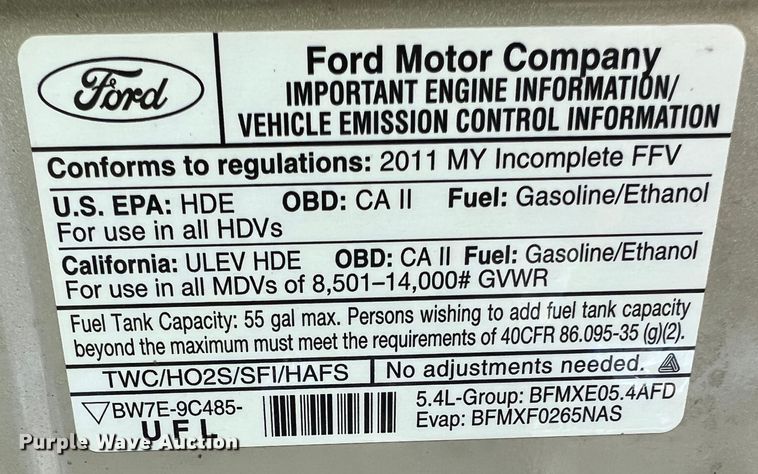 Ford
Ford Motor Company
IMPORTANT ENGINE INFORMATION/
VEHICLE EMISSION CONTROL INFORMATION
Conforms to regulations: 2011 MY Incomplete FFV
U.S. EPA: HDE OBD: CA II Fuel: Gasoline/Ethanol
For use in all HDVs
California: ULEV HDE OBD: CA II Fuel: Gasoline/Ethanol
For use in all MDVs of 8,501–14,000# GVWR
Fuel Tank Capacity: 55 gal max. Persons wishing to add fuel tank capacity
beyond the maximum must meet the requirements of 40CFR 86.095-35 (g)(2).
TWC/HO2S/SFI/HAFS No adjustments needed.
BW7E-9C485-
UFL
5.4L-Group: BFMXE05.4AFD
Evap: BFMXF0265NAS
Purple Wave Auction